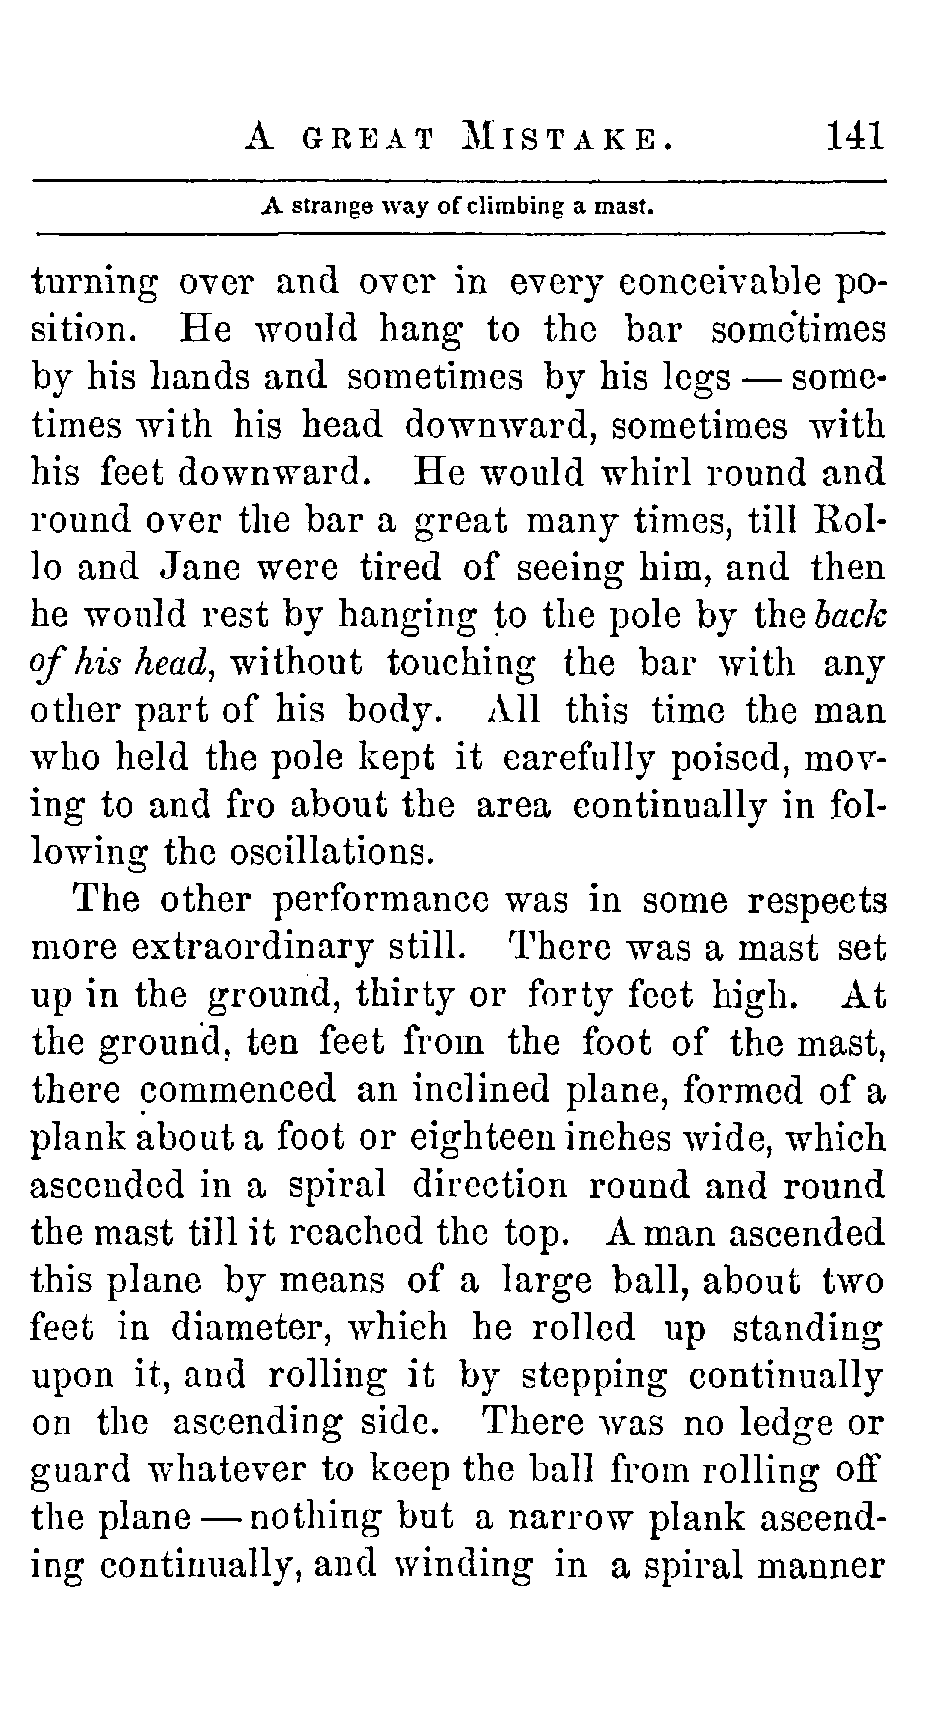 A GREAT MISTAKE. 141
A strange way of climbing a mast.
turning over and over in every conceivable po-
sition. He would hang to the bar sometimes
by his hands and sometimes by his legs — some-
times with his head downward, sometimes with
his feet downward. He would whirl round and
round over the bar a great many times, till Rol-
lo and Jane were tired of seeing him, and then
he would rest by hanging to the pole by the back
of his head, without touching the bar with any
other part of his body. All this time the man
who held the pole kept it carefully poised, mov-
ing to and fro about the area continually in fol-
lowing the oscillations.
The other performance was in some respects
more extraordinary still. There was a mast set
up in the ground, thirty or forty feet high. At
the ground, ten feet from the foot of the mast,
there commenced an inclined plane, formed of a
plank about a foot or eighteen inches wide, which
ascended in a spiral direction round and round
the mast till it reached the top. A man ascended
this plane by means of a large ball, about two
feet in diameter, which he rolled up standing
upon it, and rolling it by stepping continually
on the ascending side. There was no ledge or
guard whatever to keep the ball from rolling off
the plane — nothing but a narrow plank ascend-
ing continually, and winding in a spiral manner